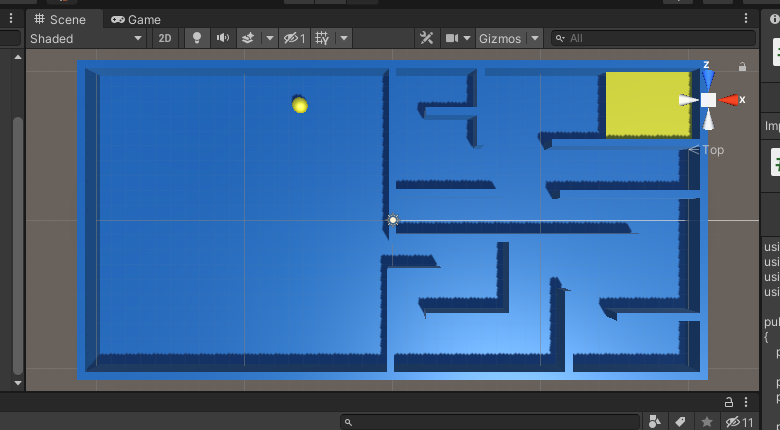 Scene Game
Shaded 2D 1 Gizmos All
z
x
Top
Imp
usi
usi
usi
usi
pul
{
p
p
p
11